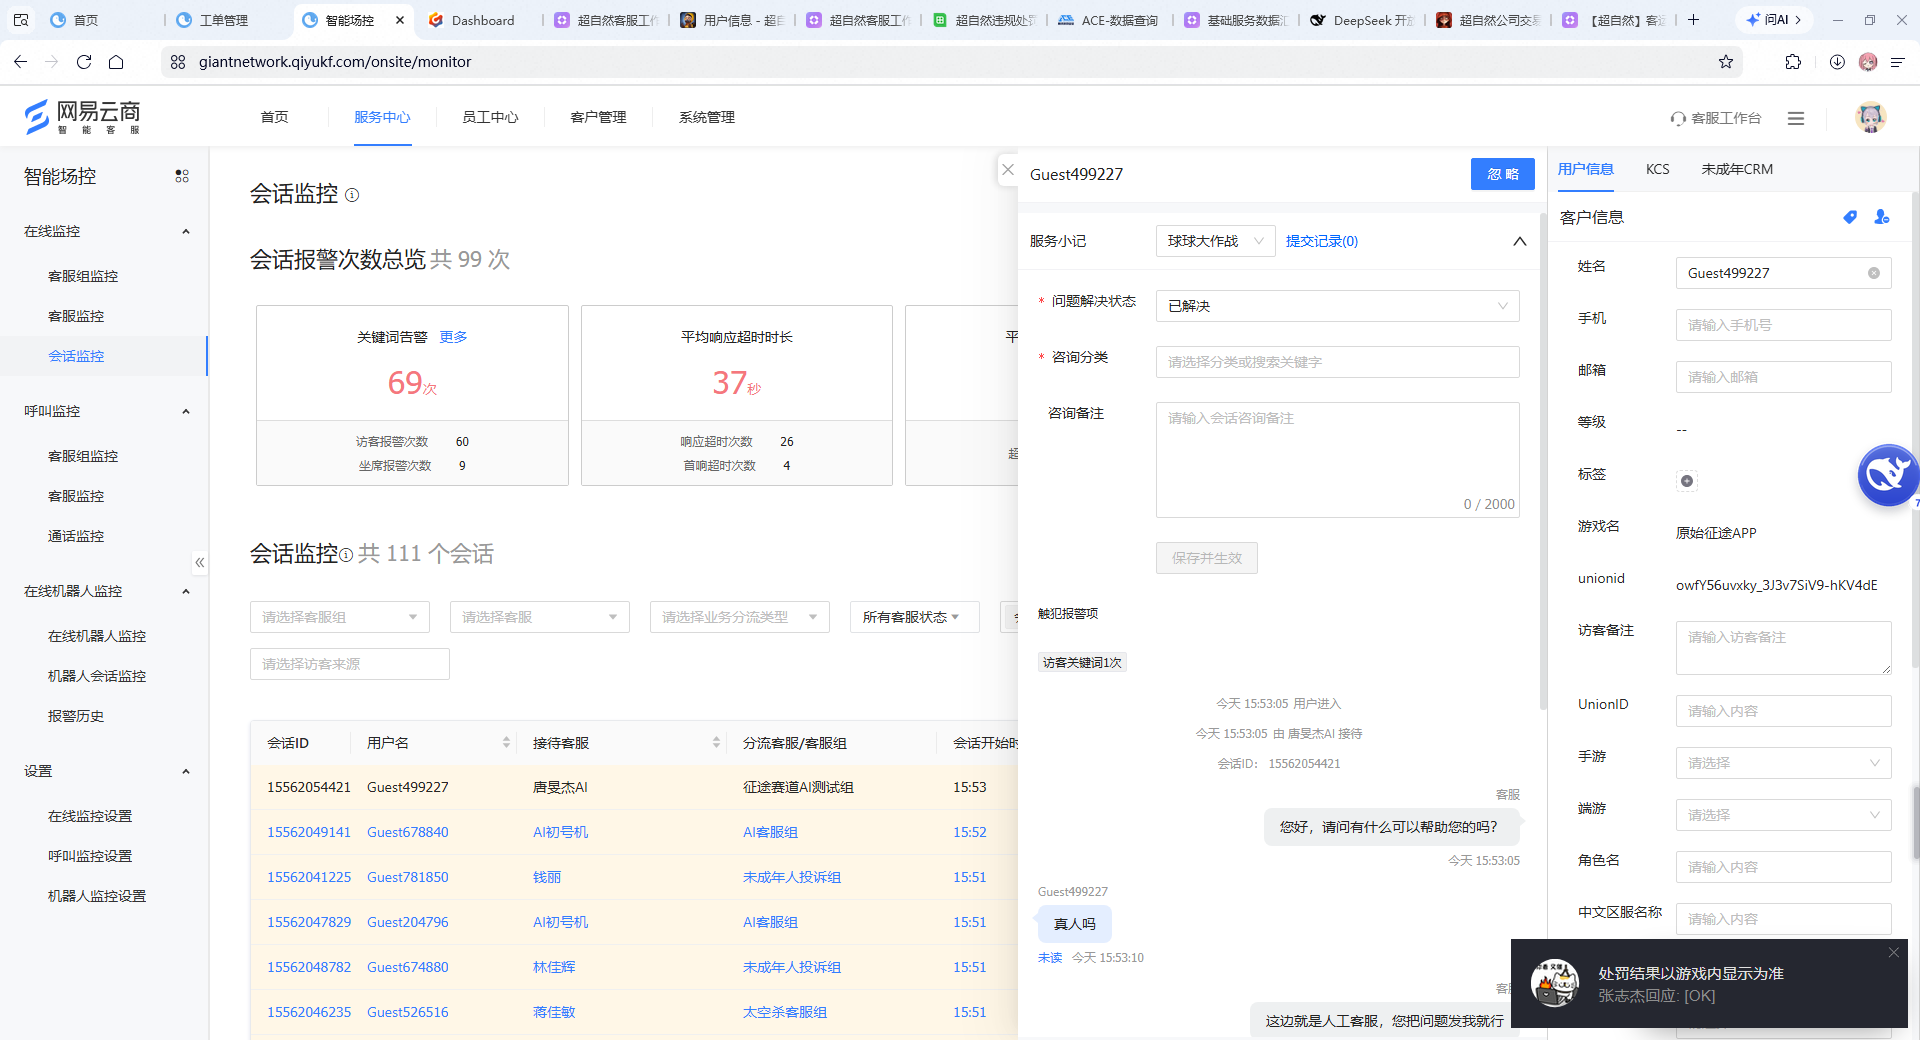 首页
工单管理
智能场控
Dashboard
超自然客服工作
用户信息 - 超自
超自然客服工作
超自然违规处罚
ACE-数据查询
基础服务数据汇
DeepSeek 开放
超自然公司交易
【超自然】客运
问AI
giantnetwork.qiyukf.com/onsite/monitor
网易云商
智能客服
首页
服务中心
员工中心
客户管理
系统管理
客服工作台
智能场控
在线监控
客服组监控
客服监控
会话监控
呼叫监控
客服组监控
客服监控
通话监控
在线机器人监控
在线机器人监控
机器人会话监控
报警历史
设置
在线监控设置
呼叫监控设置
机器人监控设置
会话监控
会话报警次数总览 共 99 次
关键词告警 更多
69次
访客报警次数 60
坐席报警次数 9
平均响应超时时长
37秒
响应超时次数 26
首响超时次数 4
平
超
会话监控 共 111 个会话
请选择客服组
请选择客服
请选择业务分流类型
所有客服状态
请选择访客来源
会话ID 用户名 接待客服 分流客服/客服组 会话开始时
15562054421 Guest499227 唐旻杰AI 征途赛道AI测试组 15:53
15562049141 Guest678840 AI初号机 AI客服组 15:52
15562041225 Guest781850 钱丽 未成年人投诉组 15:51
15562047829 Guest204796 AI初号机 AI客服组 15:51
15562048782 Guest674880 林佳辉 未成年人投诉组 15:51
15562046235 Guest526516 蒋佳敏 太空杀客服组 15:51
Guest499227
忽 略
服务小记
球球大作战
提交记录(0)
* 问题解决状态
已解决
* 咨询分类
请选择分类或搜索关键字
咨询备注
请输入会话咨询备注
0 / 2000
保存并生效
触犯报警项
访客关键词1次
今天 15:53:05 用户进入
今天 15:53:05 由 唐旻杰AI 接待
会话ID: 15562054421
客服
您好，请问有什么可以帮助您的吗？
今天 15:53:05
Guest499227
真人吗
未读 今天 15:53:10
客服
这边就是人工客服，您把问题发我就行
用户信息
KCS
未成年CRM
客户信息
姓名
Guest499227
手机
请输入手机号
邮箱
请输入邮箱
等级
--
标签
游戏名
原始征途APP
unionid
owfY56uvxky_3J3v7SiV9-hKV4dE
访客备注
请输入访客备注
UnionID
请输入内容
手游
请选择
端游
请选择
角色名
请输入内容
中文区服名称
请输入内容
7
处罚结果以游戏内显示为准
张志杰回应: [OK]